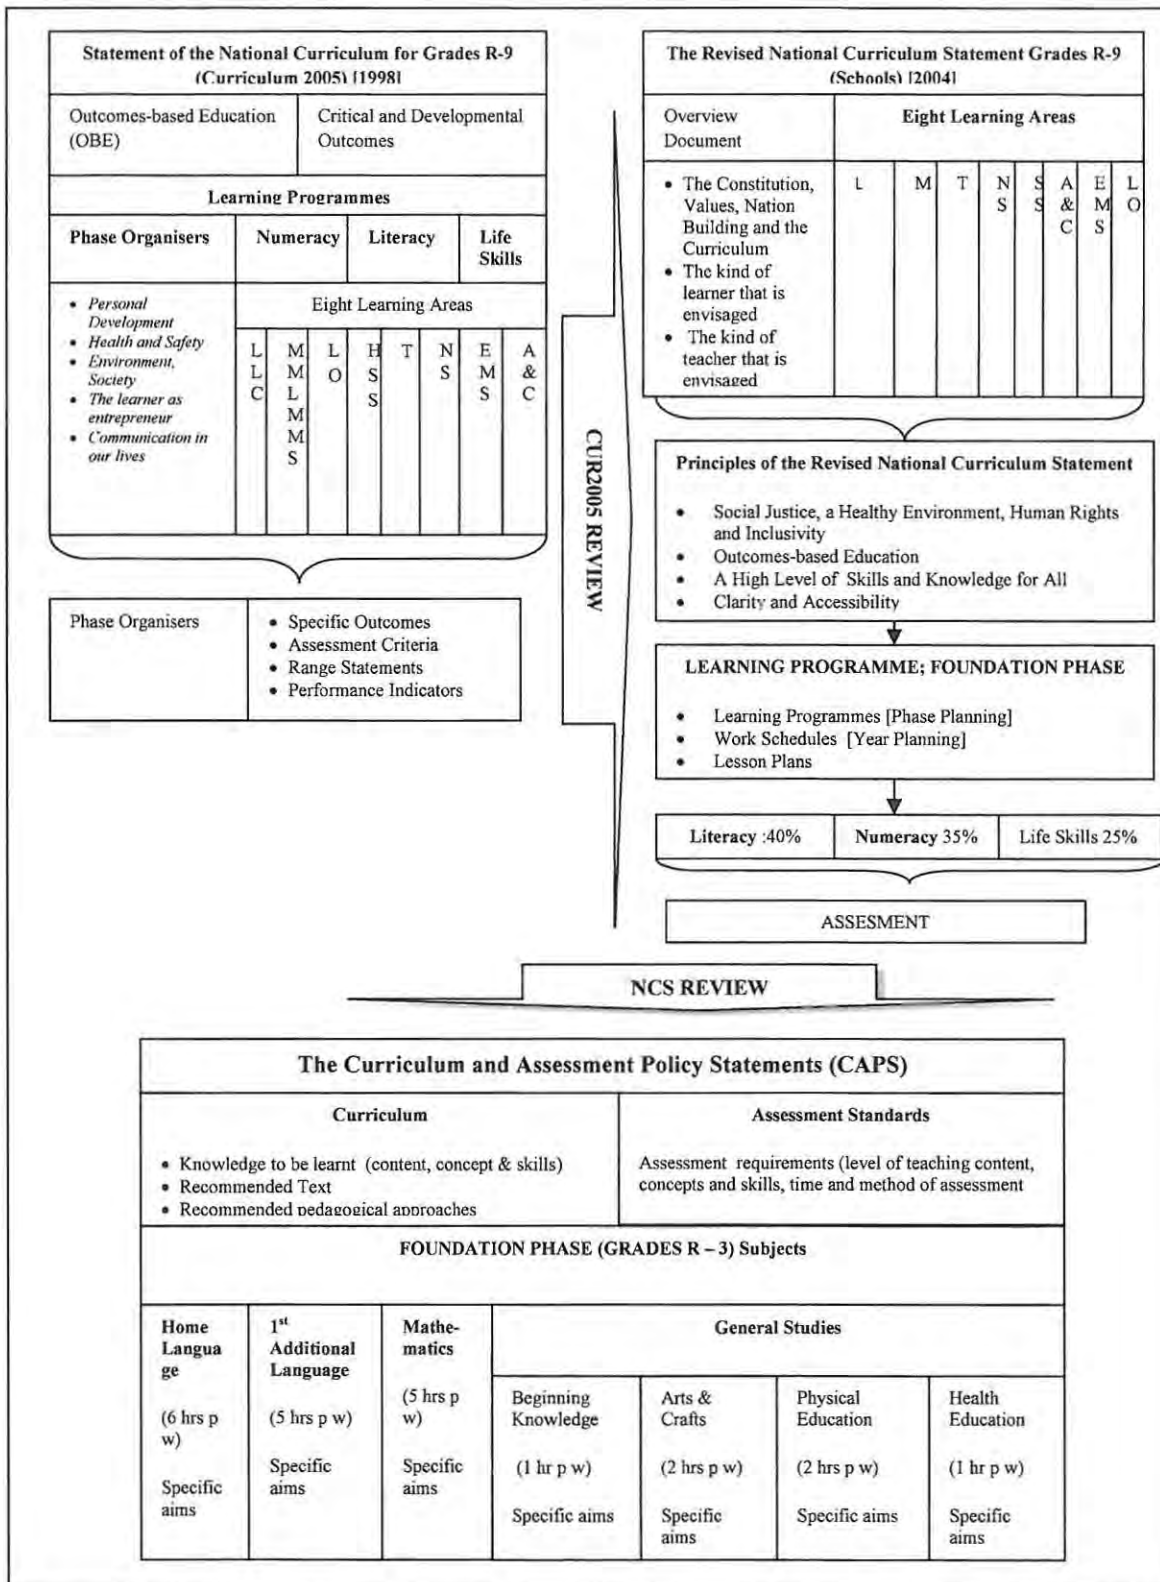 Statement of the National Curriculum for Grades R-9
(Curriculum 2005) [1998]
Outcomes-based Education
(OBE)
Critical and Developmental
Outcomes
Learning Programmes
Phase Organisers
Numeracy
Literacy
Life
Skills
• Personal
Development
• Health and Safety
• Environment,
Society
• The learner as
entrepreneur
• Communication in
our lives
Eight Learning Areas
L
L
C
M
M
L
M
M
S
L
O
H
S
S
T
N
S
E
M
S
A
&
C
Phase Organisers
• Specific Outcomes
• Assessment Criteria
• Range Statements
• Performance Indicators
CUR2005 REVIEW
The Revised National Curriculum Statement Grades R-9
(Schools) [2004]
Overview
Document
Eight Learning Areas
• The Constitution,
Values, Nation
Building and the
Curriculum
• The kind of
learner that is
envisaged
• The kind of
teacher that is
envisaged
L
M
T
N
S
S
S
A
&
C
E
M
S
L
O
Principles of the Revised National Curriculum Statement
• Social Justice, a Healthy Environment, Human Rights
and Inclusivity
• Outcomes-based Education
• A High Level of Skills and Knowledge for All
• Clarity and Accessibility
LEARNING PROGRAMME; FOUNDATION PHASE
• Learning Programmes [Phase Planning]
• Work Schedules [Year Planning]
• Lesson Plans
Literacy :40%
Numeracy 35%
Life Skills 25%
ASSESMENT
NCS REVIEW
The Curriculum and Assessment Policy Statements (CAPS)
Curriculum
• Knowledge to be learnt (content, concept & skills)
• Recommended Text
• Recommended pedagogical approaches
Assessment Standards
Assessment requirements (level of teaching content,
concepts and skills, time and method of assessment
FOUNDATION PHASE (GRADES R – 3) Subjects
Home
Langua
ge
(6 hrs p
w)
Specific
aims
1st
Additional
Language
(5 hrs p w)
Specific
aims
Mathe-
matics
(5 hrs p
w)
Specific
aims
General Studies
Beginning
Knowledge
(1 hr p w)
Specific aims
Arts &
Crafts
(2 hrs p w)
Specific
aims
Physical
Education
(2 hrs p w)
Specific aims
Health
Education
(1 hr p w)
Specific
aims